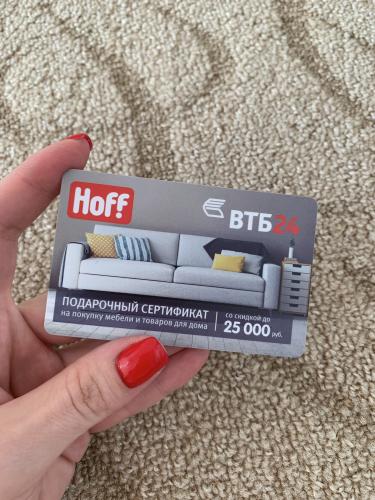 Hoff
ВТБ24
ПОДАРОЧНЫЙ СЕРТИФИКАТ
на покупку мебели и товаров для дома
со скидкой до
25 000 руб.